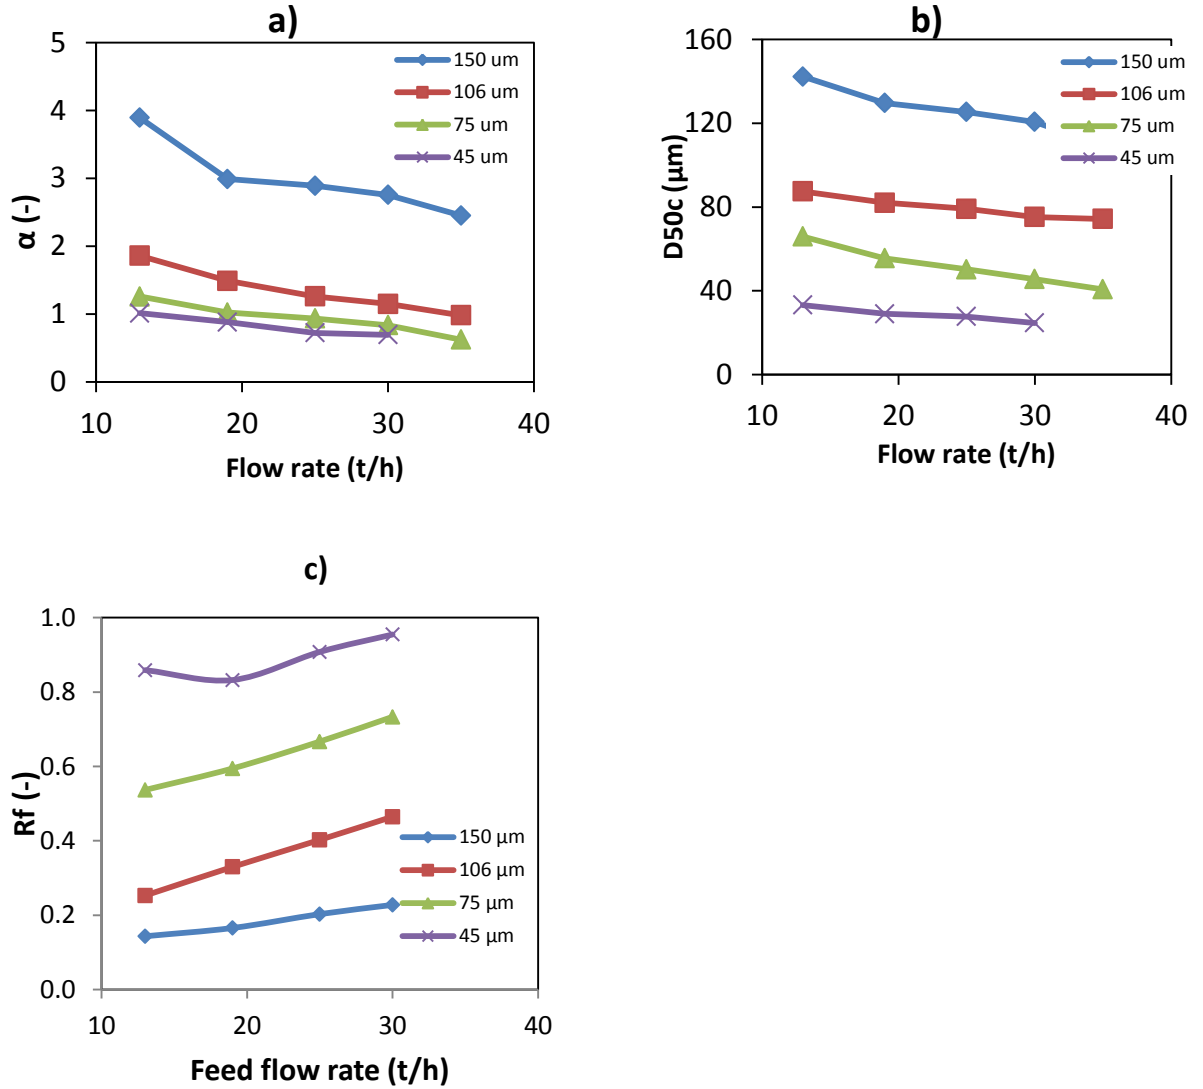 a)
5
4
3
2
1
0
α (-)
150 um
106 um
75 um
45 um
10 20 30 40
Flow rate (t/h)
b)
160
120
80
40
0
D50c (μm)
150 um
106 um
75 um
45 um
10 20 30 40
Flow rate (t/h)
c)
1.0
0.8
0.6
0.4
0.2
0.0
Rf (-)
150 μm
106 μm
75 μm
45 μm
10 20 30 40
Feed flow rate (t/h)